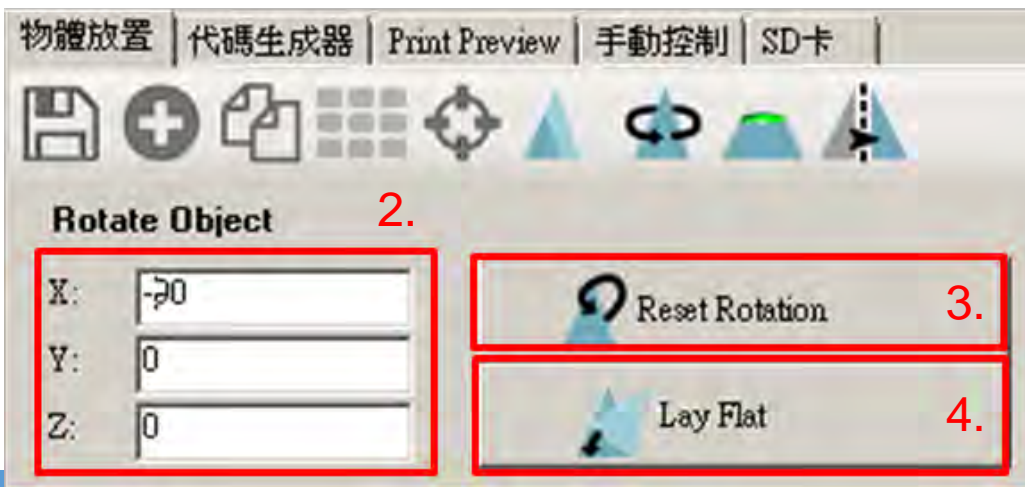 物體放置 代碼生成器 Print Preview 手動控制 SD卡
Rotate Object 2.
X:
Y: 0
Z: 0
Reset Rotation 3.
Lay Flat 4.